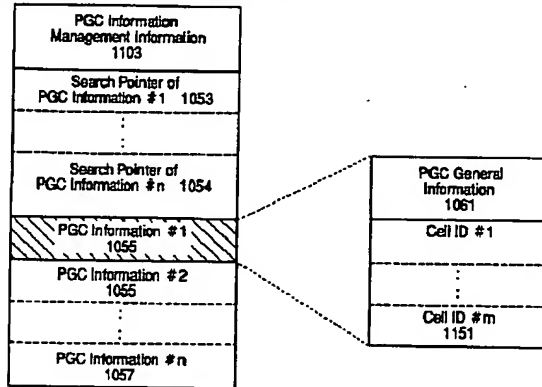 PGC Information
Management Information
1103
Search Pointer of
PGC Information #1 1053
Search Pointer of
PGC Information #n 1054
PGC Information #1
1055
PGC Information #2
1055
PGC Information #n
1057
PGC General
Information
1061
Cell ID #1
Cell ID #m
1151